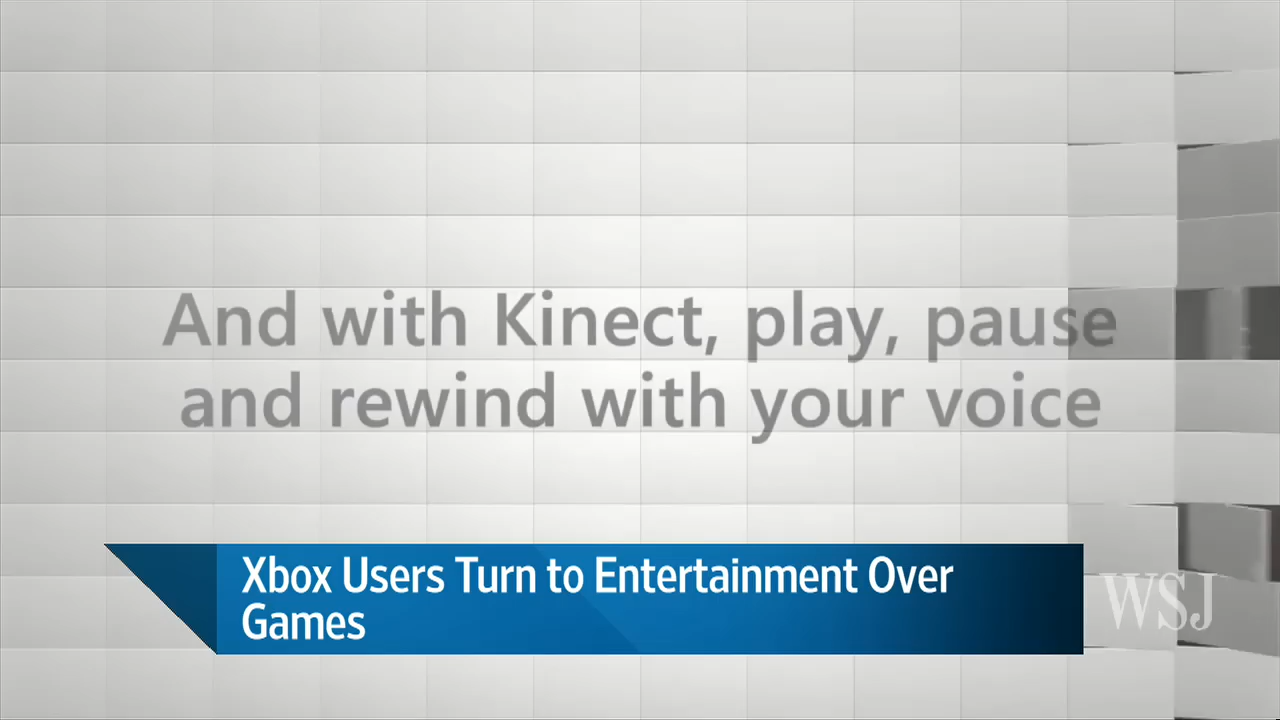 And with Kinect, play, pause
and rewind with your voice
Xbox Users Turn to Entertainment Over
Games
WSJ